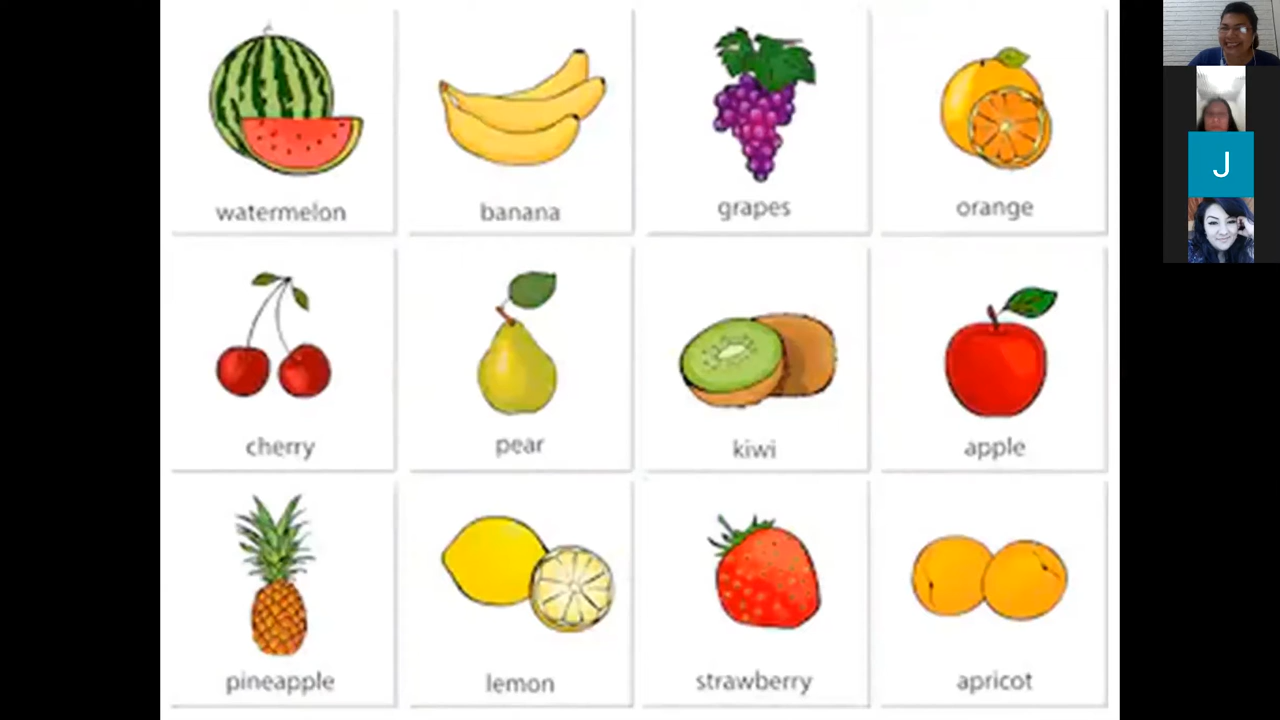 watermelon
banana
grapes
orange
cherry
pear
kiwi
apple
pineapple
lemon
strawberry
apricot
J